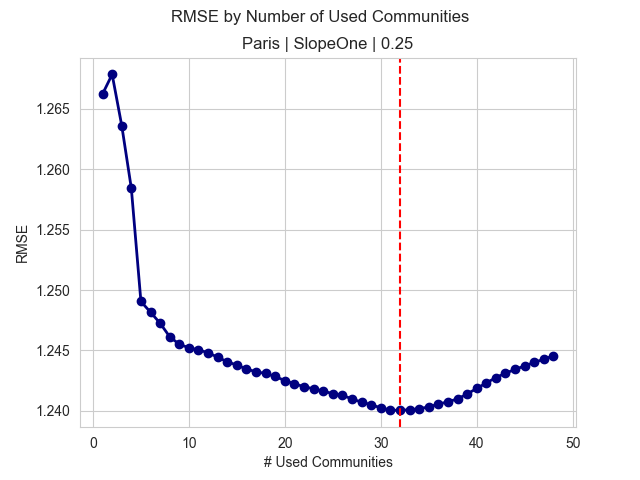 RMSE by Number of Used Communities
Paris | SlopeOne | 0.25
1.265
1.260
1.255
1.250
1.245
1.240
RMSE
0 10 20 30 40 50
# Used Communities